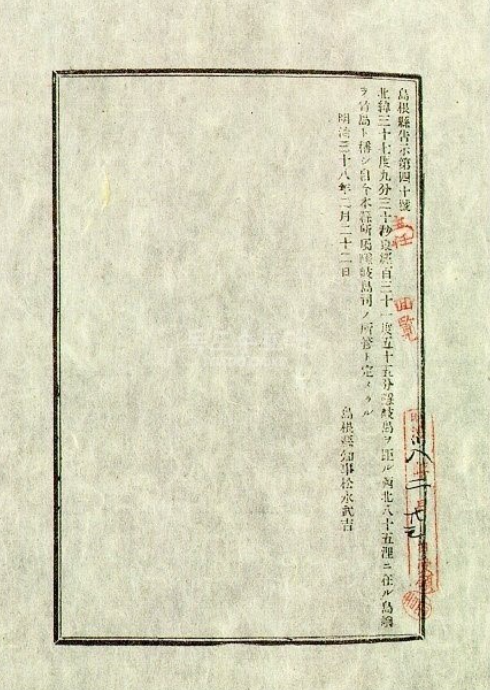 島根縣告示第四十號
北緯三十七度九分三十秒東經百三十一度五十五分隱岐島ヲ距ル西北八十五浬ニ在ル島嶼
ヲ竹島ト稱シ自今本縣所屬隱岐島司ノ所管ト定メラル
明治三十八年二月二十二日
島根縣知事松永武吉
主任
回覧